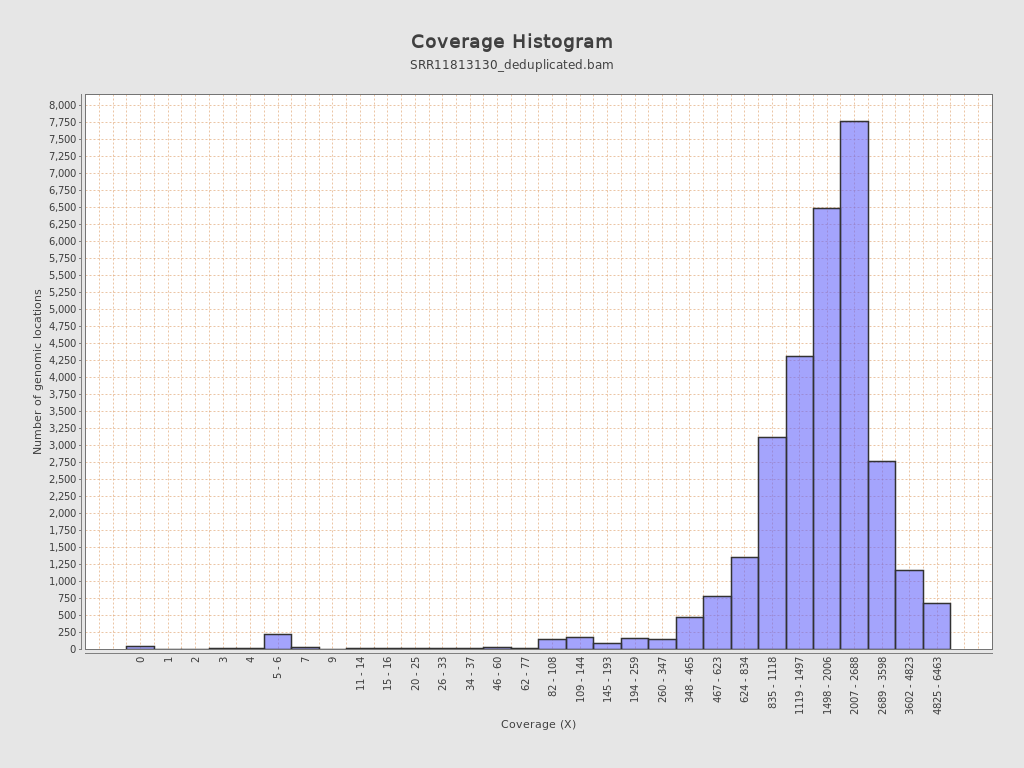 Coverage Histogram
SRR11813130_deduplicated.bam
8,000
7,750
7,500
7,250
7,000
6,750
6,500
6,250
6,000
5,750
5,500
5,250
5,000
4,750
4,500
4,250
4,000
3,750
3,500
3,250
3,000
2,750
2,500
2,250
2,000
1,750
1,500
1,250
1,000
750
500
250
0
Number of genomic locations
0
1
2
3
4
5 - 6
7
9
11 - 14
15 - 16
20 - 25
26 - 33
34 - 37
46 - 60
62 - 77
82 - 108
109 - 144
145 - 193
194 - 259
260 - 347
348 - 465
467 - 623
624 - 834
835 - 1118
1119 - 1497
1498 - 2006
2007 - 2688
2689 - 3598
3602 - 4823
4825 - 6463
Coverage (X)